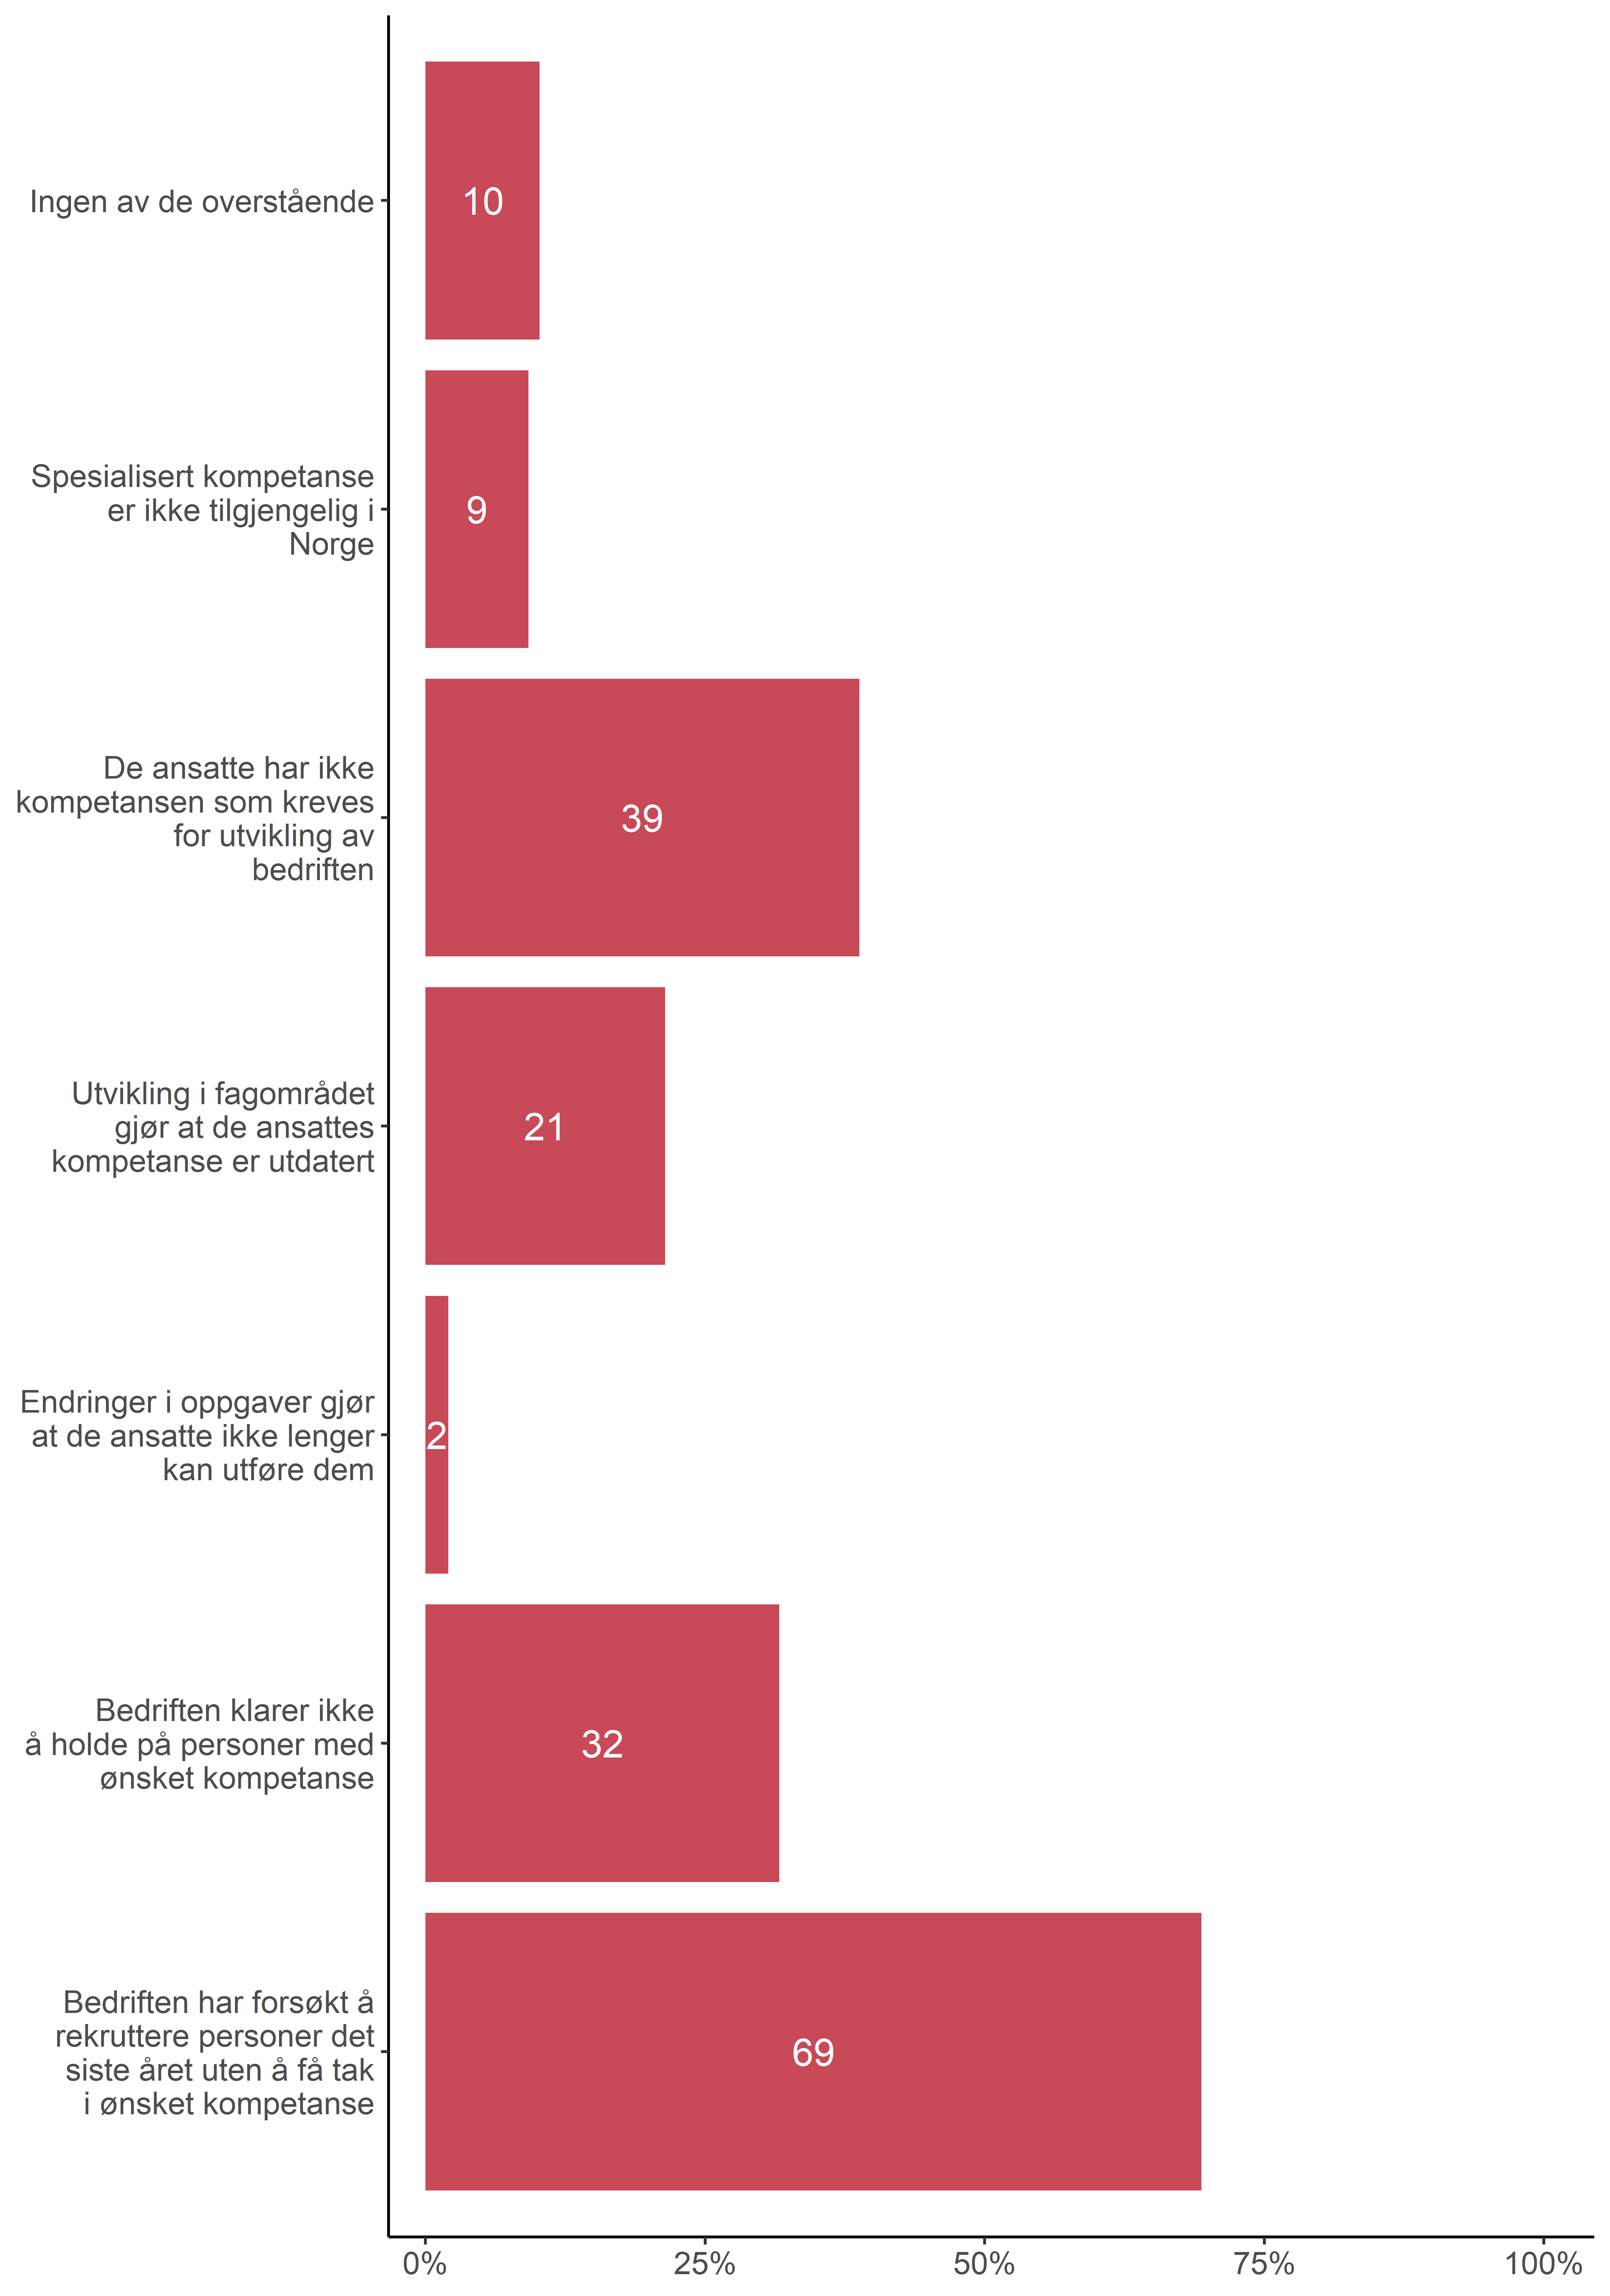 Ingen av de overstående
10
Spesialisert kompetanse
er ikke tilgjengelig i
Norge
9
De ansatte har ikke
kompetansen som kreves
for utvikling av
bedriften
39
Utvikling i fagområdet
gjør at de ansattes
kompetanse er utdatert
21
Endringer i oppgaver gjør
at de ansatte ikke lenger
kan utføre dem
2
Bedriften klarer ikke
å holde på personer med
ønsket kompetanse
32
Bedriften har forsøkt å
rekruttere personer det
siste året uten å få tak
i ønsket kompetanse
69
0% 25% 50% 75% 100%